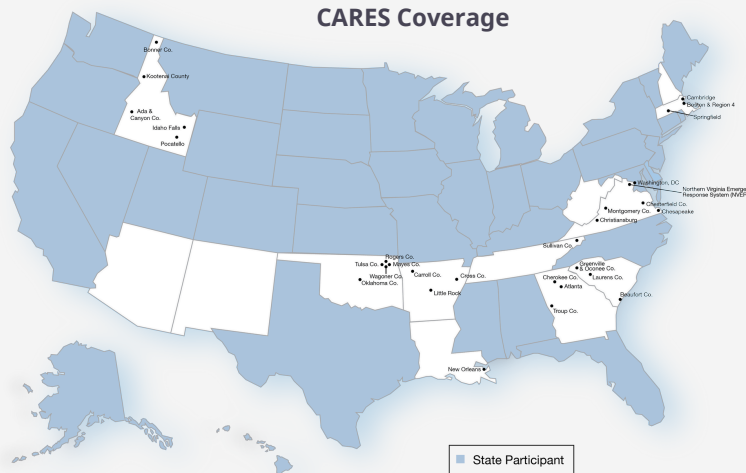 CARES Coverage
Bonner Co.
Kootenai County
Ada &
Canyon Co.
Idaho Falls
Pocatello
Cambridge
Boston & Region 4
Springfield
Washington, DC
Northern Virginia Emerge
Response System (NVER
Chesterfield Co.
Montgomery Co.
Chesapeake
Christiansburg
Sullivan Co.
Rogers Co.
Tulsa Co.
Mayes Co.
Wagoner Co.
Oklahoma Co.
Carroll Co.
Cross Co.
Little Rock
Greenville
& Oconee Co.
Cherokee Co.
Laurens Co.
Atlanta
Beaufort Co.
Troup Co.
New Orleans
State Participant